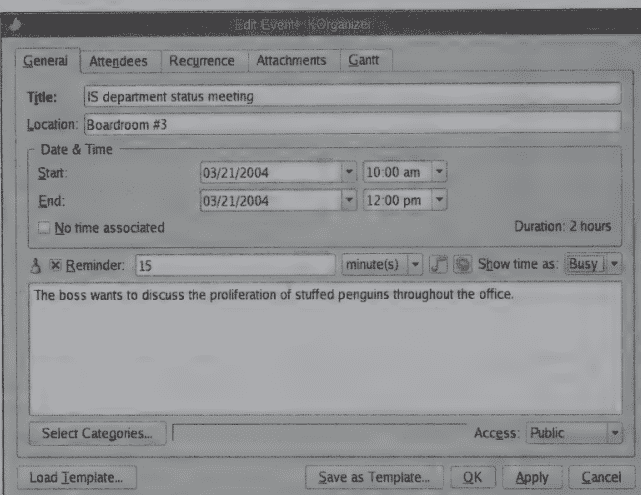 Edit Event - KOrganizer
General Attendees Recurrence Attachments Gantt
Title: IS department status meeting
Location: Boardroom #3
Date & Time
Start: 03/21/2004 10:00 am
End: 03/21/2004 12:00 pm
No time associated Duration: 2 hours
Reminder: 15 minute(s) Show time as: Busy
The boss wants to discuss the proliferation of stuffed penguins throughout the office.
Select Categories... Access: Public
Load Template... Save as Template... OK Apply Cancel